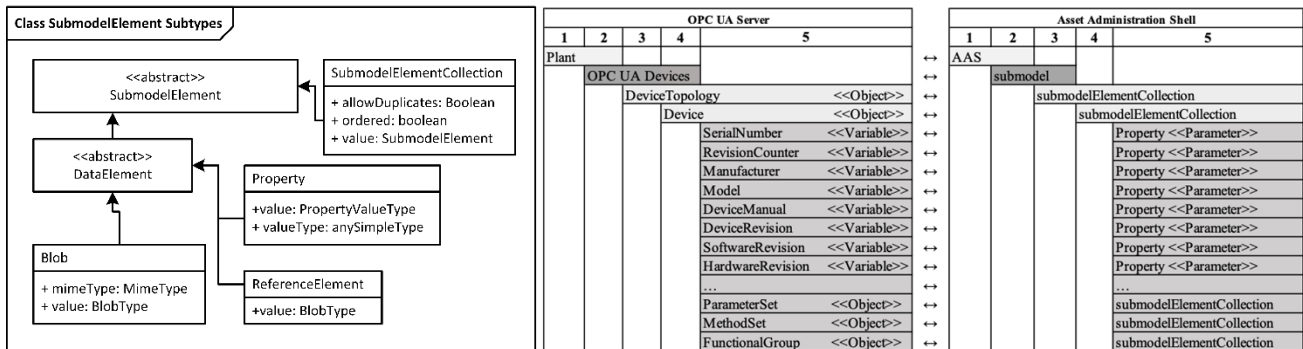 Class SubmodelElement Subtypes
<<abstract>>
SubmodelElement
SubmodelElementCollection
+ allowDuplicates: Boolean
+ ordered: boolean
+ value: SubmodelElement
<<abstract>>
DataElement
Property
+value: PropertyValueType
+ valueType: anySimpleType
Blob
+ mimeType: MimeType
+ value: BlobType
ReferenceElement
+value: BlobType
OPC UA Server Asset Administration Shell
1 2 3 4 5 1 2 3 4 5
Plant ↔ AAS
OPC UA Devices ↔ submodel
DeviceTopology <<Object>> ↔ submodelElementCollection
Device <<Object>> ↔ submodelElementCollection
SerialNumber <<Variable>> ↔ Property <<Parameter>>
RevisionCounter <<Variable>> ↔ Property <<Parameter>>
Manufacturer <<Variable>> ↔ Property <<Parameter>>
Model <<Variable>> ↔ Property <<Parameter>>
DeviceManual <<Variable>> ↔ Property <<Parameter>>
DeviceRevision <<Variable>> ↔ Property <<Parameter>>
SoftwareRevision <<Variable>> ↔ Property <<Parameter>>
HardwareRevision <<Variable>> ↔ Property <<Parameter>>
… ↔ …
ParameterSet <<Object>> ↔ submodelElementCollection
MethodSet <<Object>> ↔ submodelElementCollection
FunctionalGroup <<Object>> ↔ submodelElementCollection